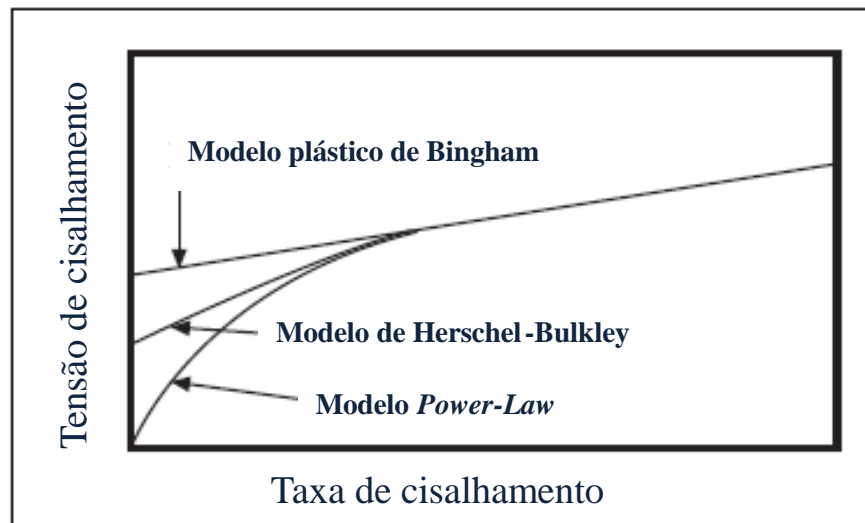 Tensão de cisalhamento
Modelo plástico de Bingham
Modelo de Herschel-Bulkley
Modelo Power-Law
Taxa de cisalhamento